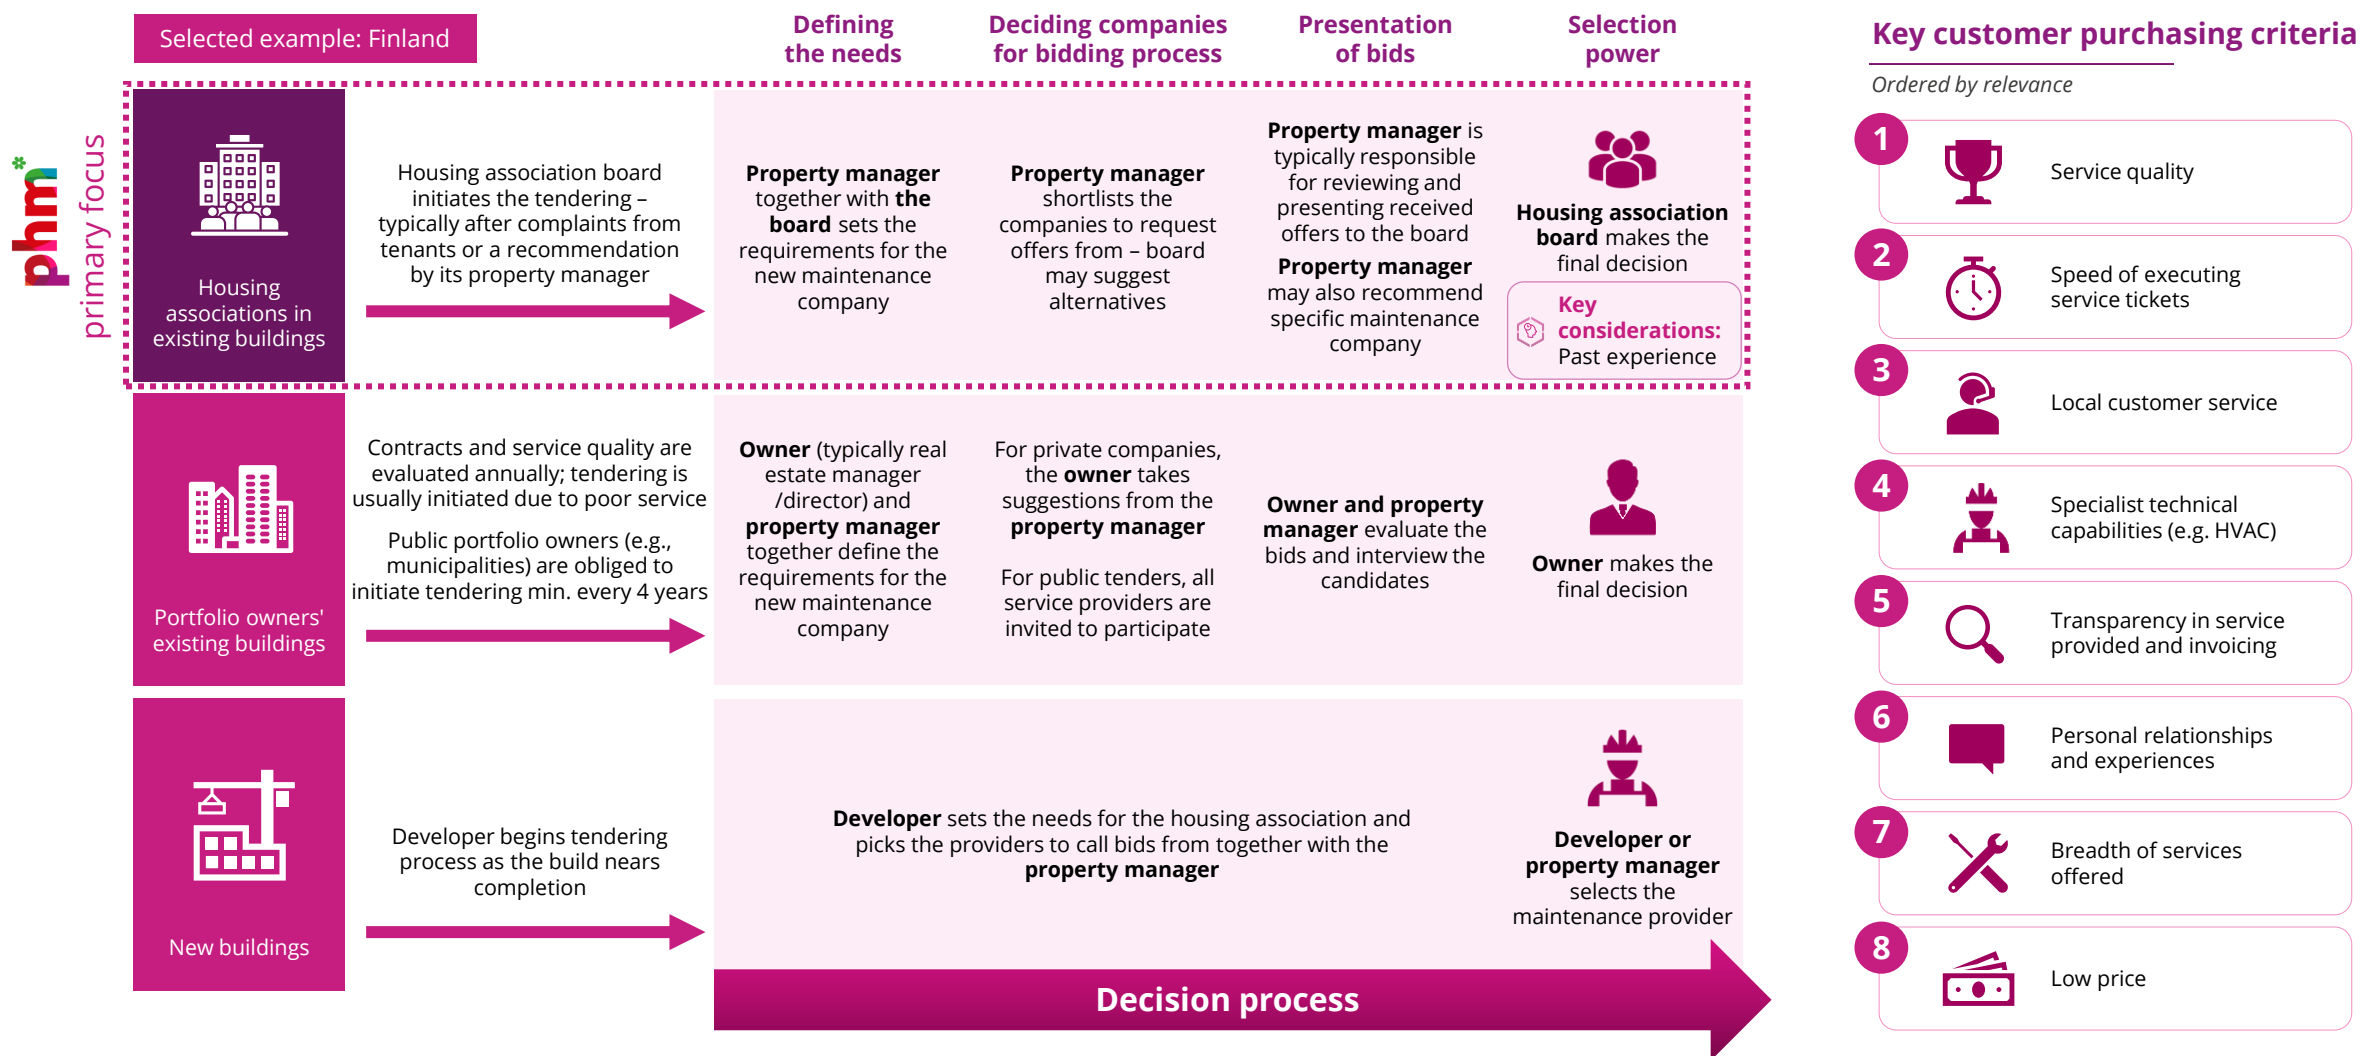 Selected example: Finland
Defining
the needs
Deciding companies
for bidding process
Presentation
of bids
Selection
power
phm*
primary focus
Housing
associations in
existing buildings
Housing association board
initiates the tendering –
typically after complaints from
tenants or a recommendation
by its property manager
Property manager
together with the
board sets the
requirements for the
new maintenance
company
Property manager
shortlists the
companies to request
offers from – board
may suggest
alternatives
Property manager is
typically responsible
for reviewing and
presenting received
offers to the board
Property manager
may also recommend
specific maintenance
company
Housing association
board makes the
final decision
Key
considerations:
Past experience
Portfolio owners'
existing buildings
Contracts and service quality are
evaluated annually; tendering is
usually initiated due to poor service
Public portfolio owners (e.g.,
municipalities) are obliged to
initiate tendering min. every 4 years
Owner (typically real
estate manager
/director) and
property manager
together define the
requirements for the
new maintenance
company
For private companies,
the owner takes
suggestions from the
property manager
For public tenders, all
service providers are
invited to participate
Owner and property
manager evaluate the
bids and interview the
candidates
Owner makes the
final decision
New buildings
Developer begins tendering
process as the build nears
completion
Developer sets the needs for the housing association and
picks the providers to call bids from together with the
property manager
Developer or
property manager
selects the
maintenance provider
Decision process
Key customer purchasing criteria
Ordered by relevance
1
Service quality
2
Speed of executing
service tickets
3
Local customer service
4
Specialist technical
capabilities (e.g. HVAC)
5
Transparency in service
provided and invoicing
6
Personal relationships
and experiences
7
Breadth of services
offered
8
Low price